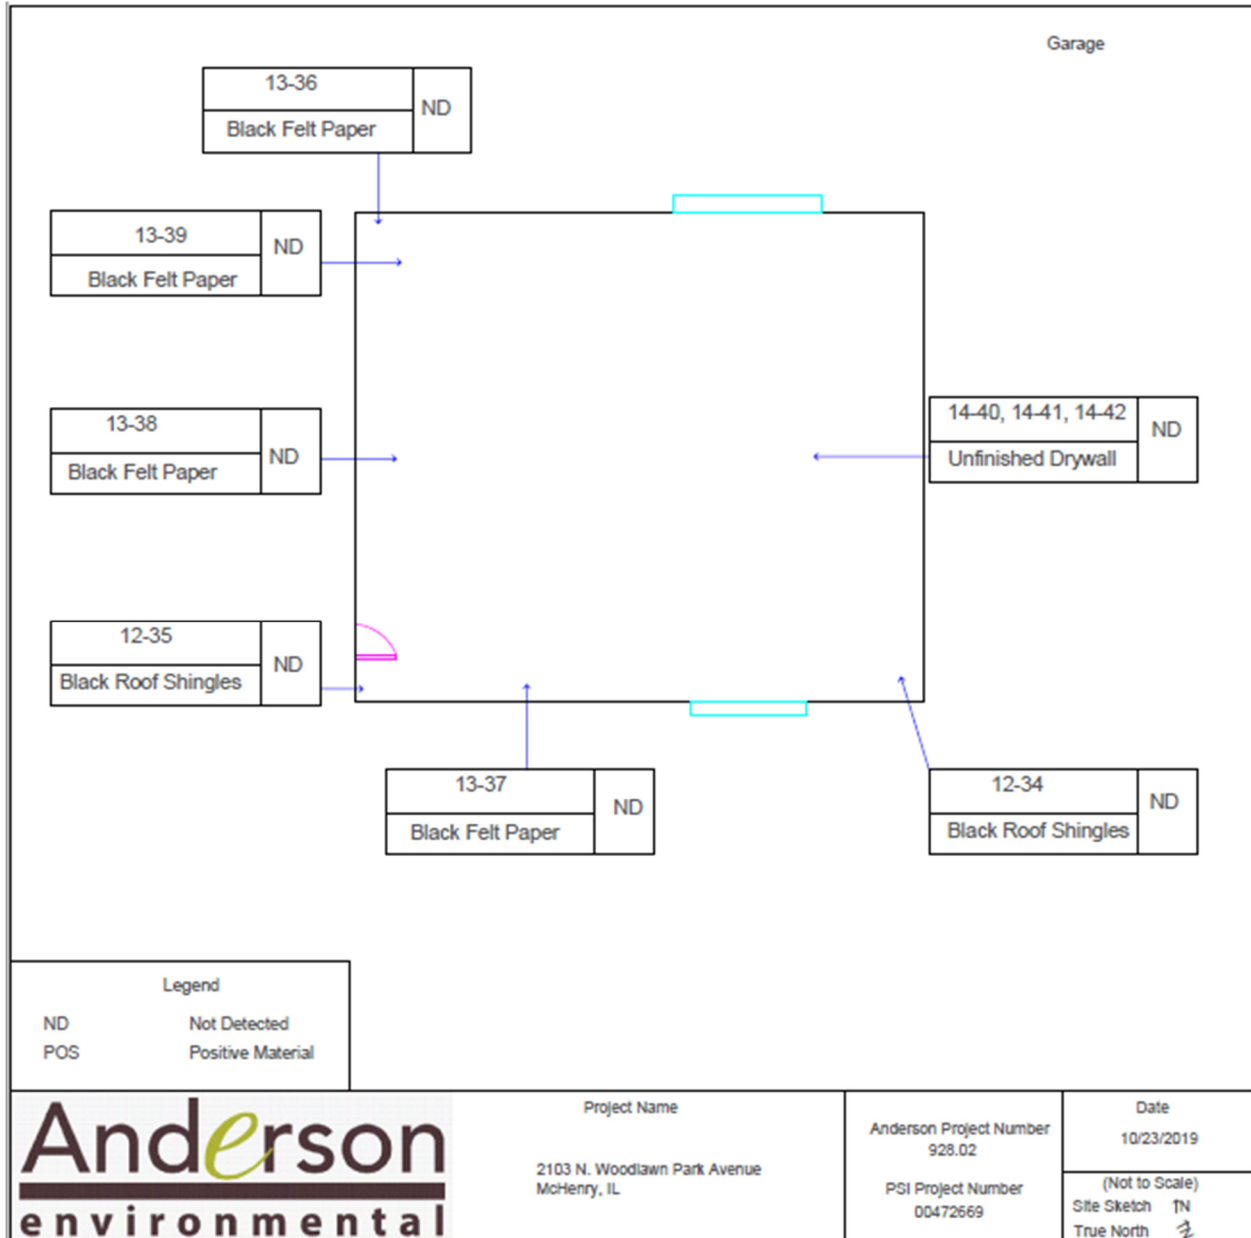 Garage
13-36
ND
Black Felt Paper
13-39
ND
Black Felt Paper
13-38
ND
Black Felt Paper
14-40, 14-41, 14-42
ND
Unfinished Drywall
12-35
ND
Black Roof Shingles
13-37
ND
Black Felt Paper
12-34
ND
Black Roof Shingles
Legend
ND Not Detected
POS Positive Material
Anderson
environmental
Project Name
2103 N. Woodlawn Park Avenue
McHenry, IL
Anderson Project Number
928.02
PSI Project Number
00472669
Date
10/23/2019
(Not to Scale)
Site Sketch N
True North N